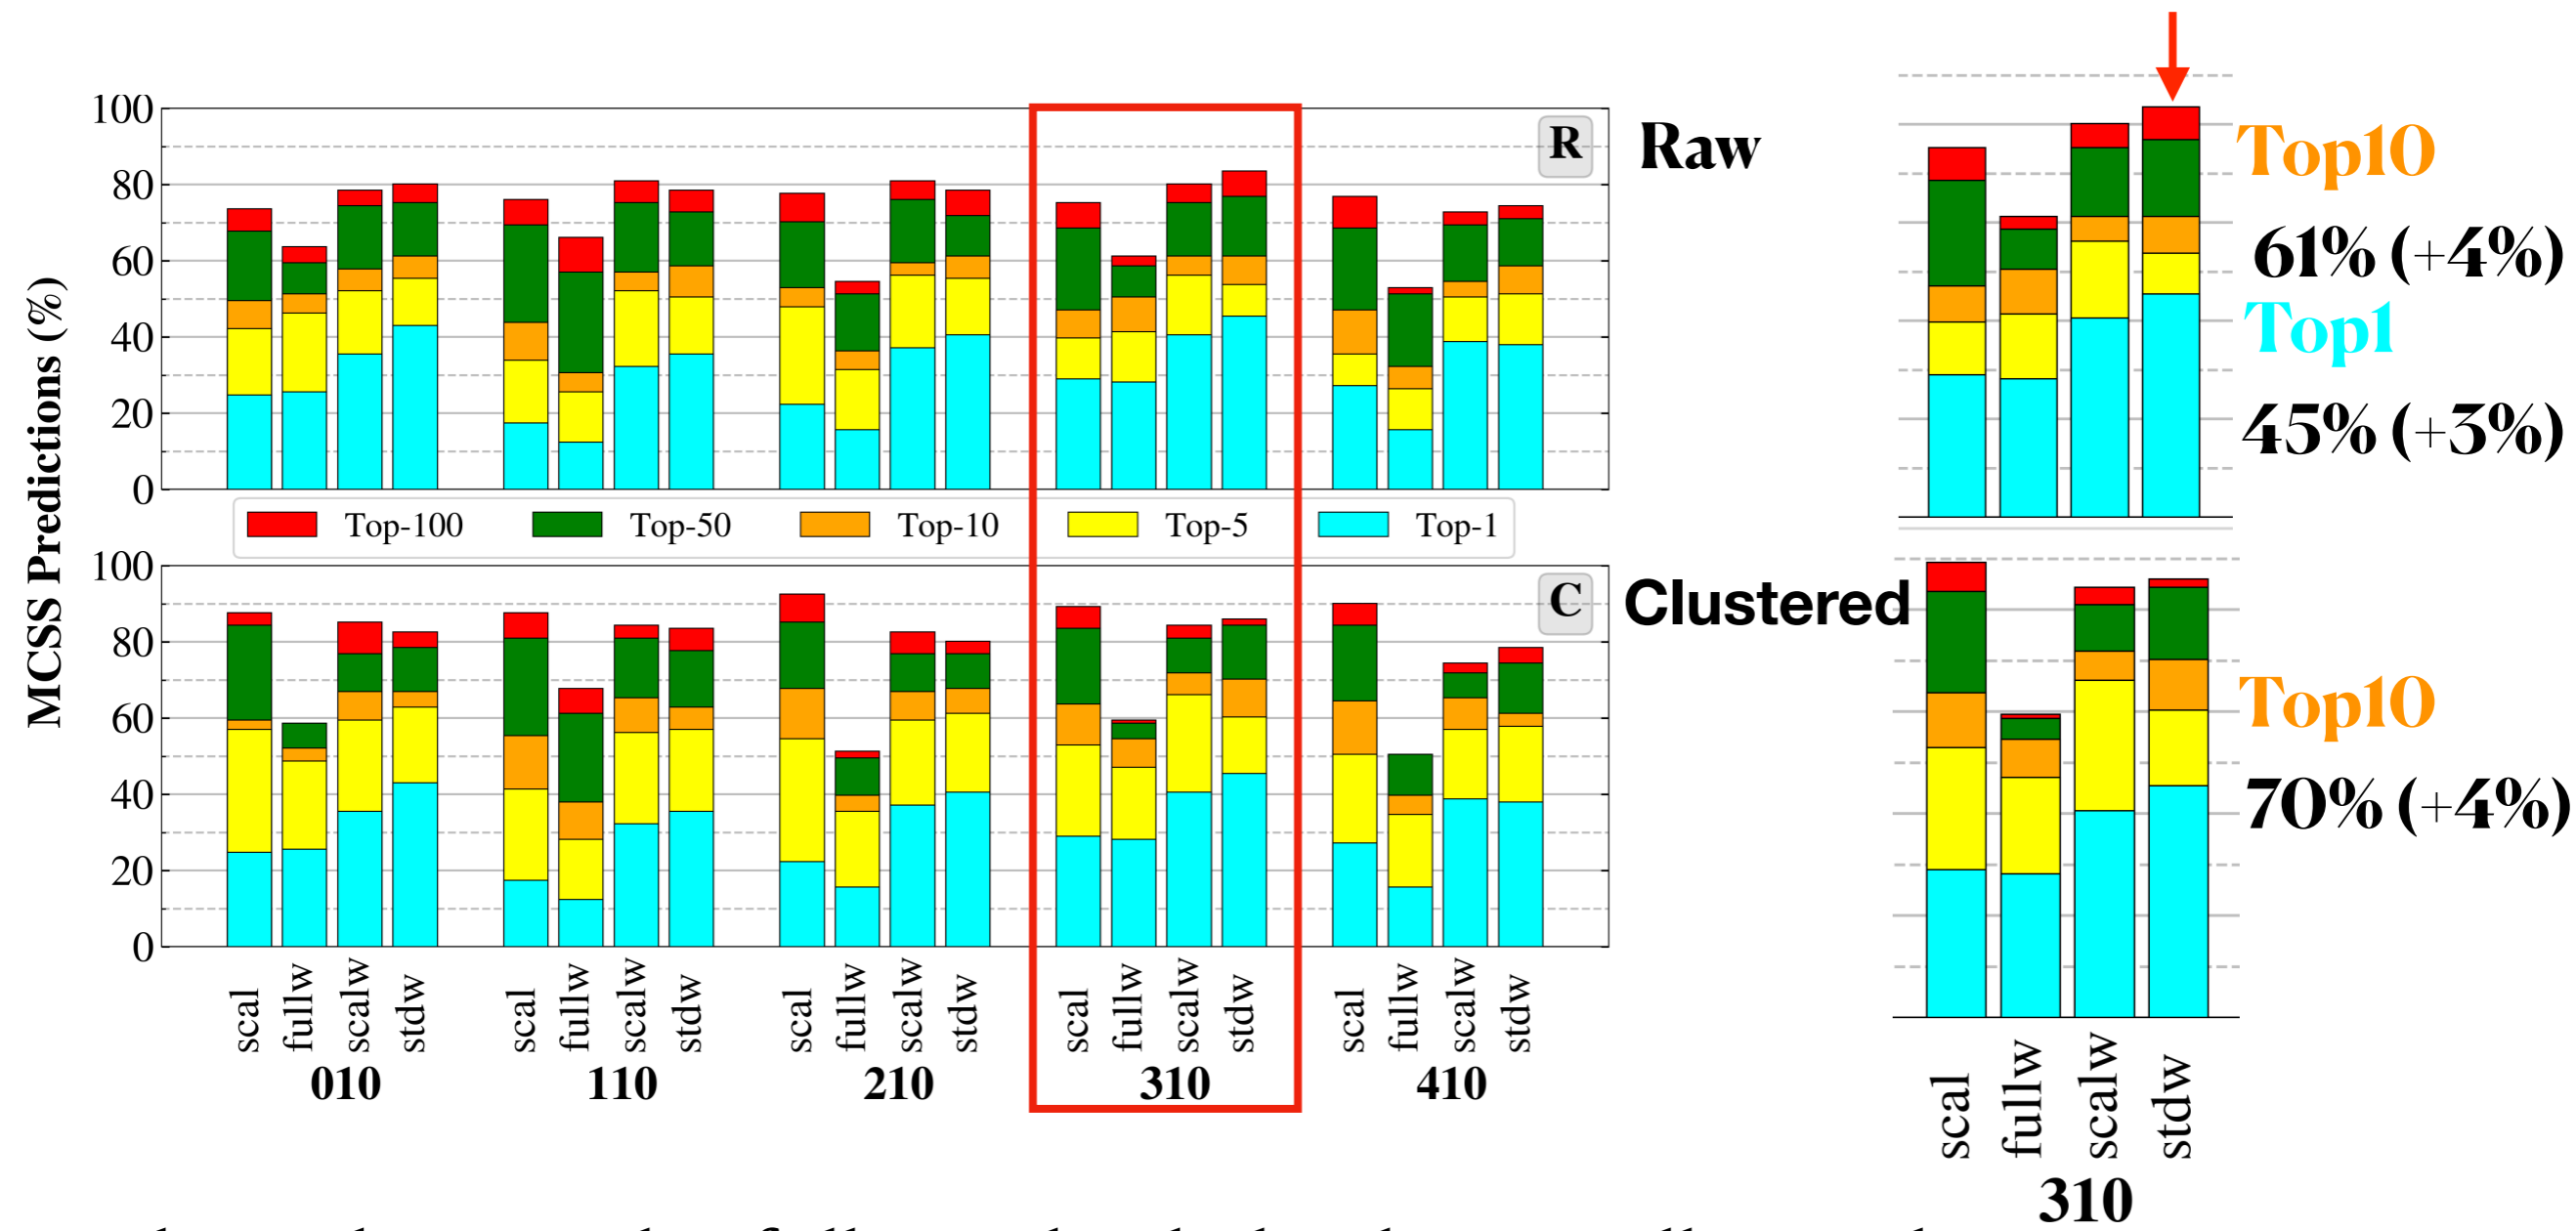 MCSS Predictions (%)
100
80
60
40
20
0
R
Raw
Top-100 Top-50 Top-10 Top-5 Top-1
100
80
60
40
20
0
C
Clustered
scal fullw scalw stdw scal fullw scalw stdw scal fullw scalw stdw scal fullw scalw stdw scal fullw scalw stdw
010 110 210 310 410
Top10
61% (+4%)
Top1
45% (+3%)
Top10
70% (+4%)
scal fullw scalw stdw
310